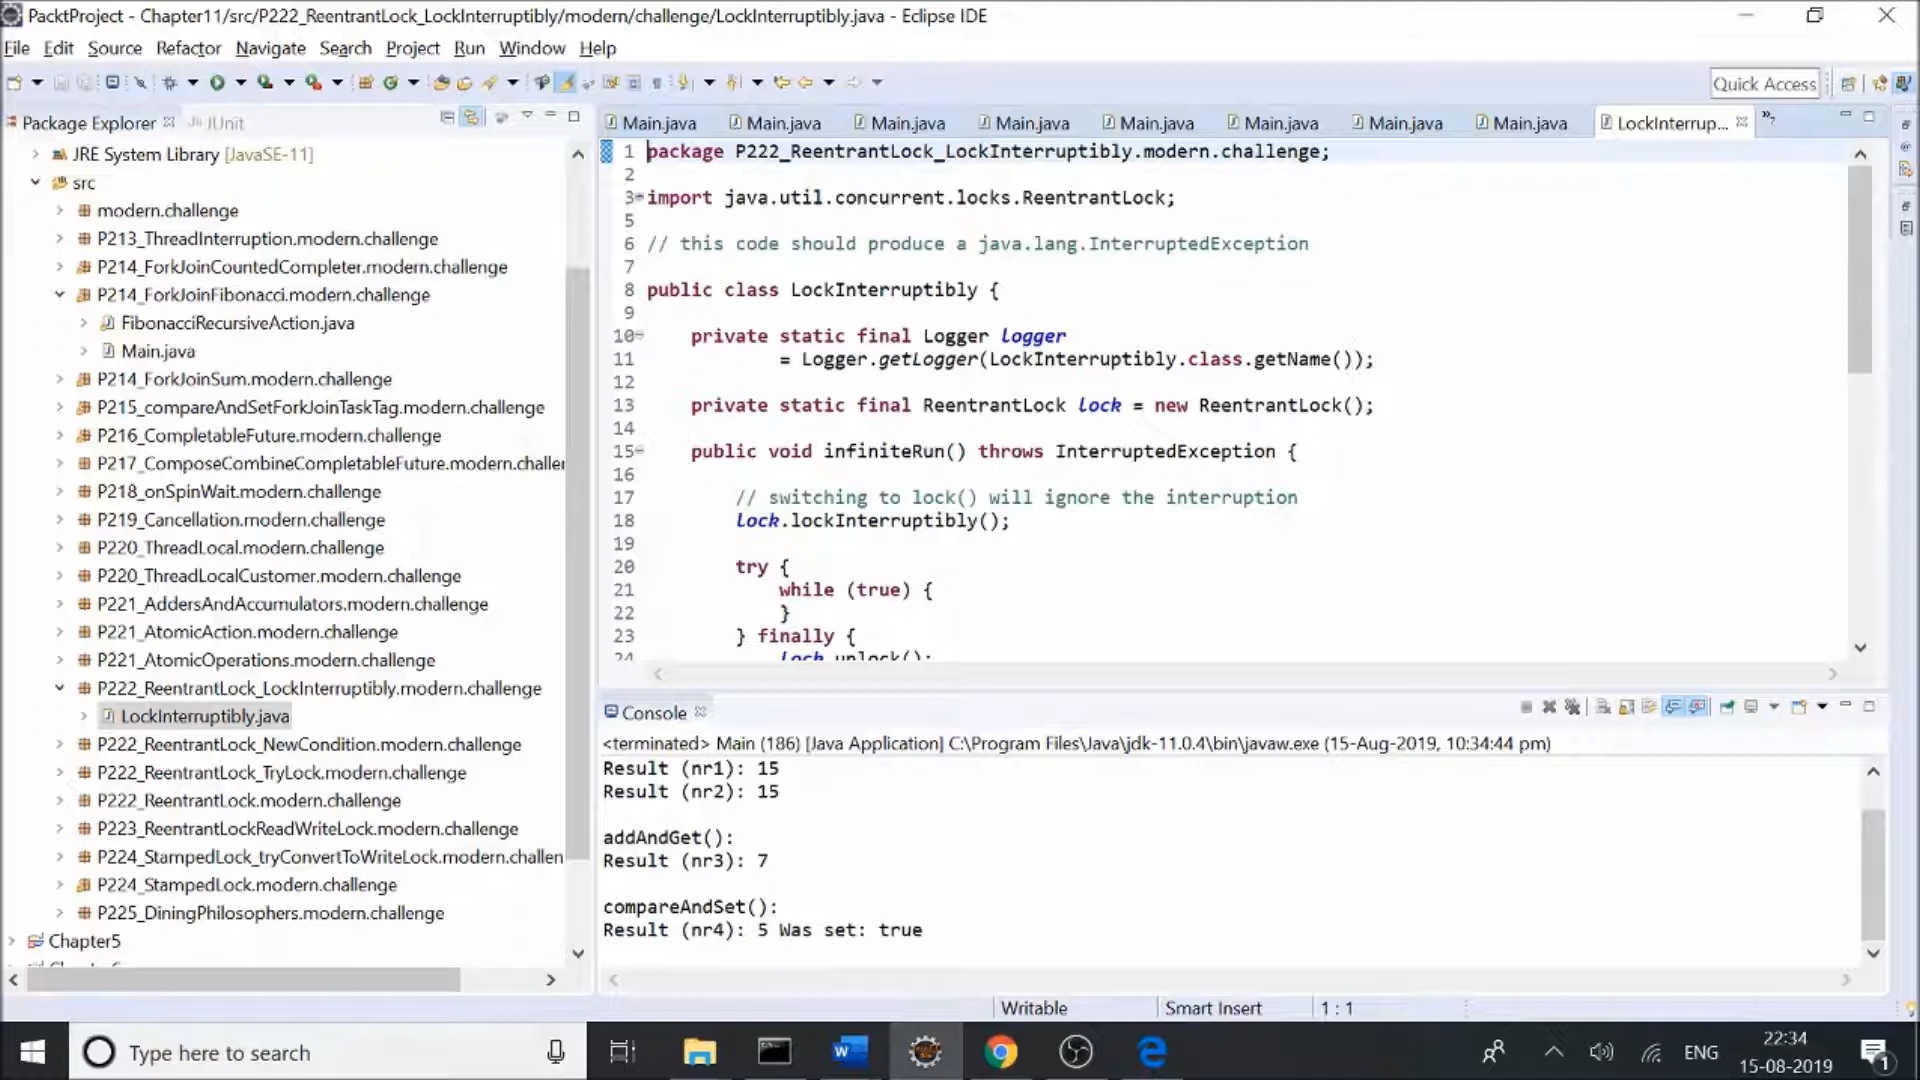 PacktProject - Chapter11/src/P222_ReentrantLock_LockInterruptibly/modern/challenge/LockInterruptibly.java - Eclipse IDE
File Edit Source Refactor Navigate Search Project Run Window Help
Quick Access
Package Explorer JUnit
JRE System Library [JavaSE-11]
src
modern.challenge
P213_ThreadInterruption.modern.challenge
P214_ForkJoinCountedCompleter.modern.challenge
P214_ForkJoinFibonacci.modern.challenge
FibonacciRecursiveAction.java
Main.java
P214_ForkJoinSum.modern.challenge
P215_compareAndSetForkJoinTaskTag.modern.challenge
P216_CompletableFuture.modern.challenge
P217_ComposeCombineCompletableFuture.modern.challer
P218_onSpinWait.modern.challenge
P219_Cancellation.modern.challenge
P220_ThreadLocal.modern.challenge
P220_ThreadLocalCustomer.modern.challenge
P221_AddersAndAccumulators.modern.challenge
P221_AtomicAction.modern.challenge
P221_AtomicOperations.modern.challenge
P222_ReentrantLock_LockInterruptibly.modern.challenge
LockInterruptibly.java
P222_ReentrantLock_NewCondition.modern.challenge
P222_ReentrantLock_TryLock.modern.challenge
P222_ReentrantLock.modern.challenge
P223_ReentrantLockReadWriteLock.modern.challenge
P224_StampedLock_tryConvertToWriteLock.modern.challen
P224_StampedLock.modern.challenge
P225_DiningPhilosophers.modern.challenge
Chapter5
Main.java Main.java Main.java Main.java Main.java Main.java Main.java Main.java LockInterrup...
1 package P222_ReentrantLock_LockInterruptibly.modern.challenge;
2
3 import java.util.concurrent.locks.ReentrantLock;
5
6 // this code should produce a java.lang.InterruptedException
7
8 public class LockInterruptibly {
9
10 private static final Logger logger
11 = Logger.getLogger(LockInterruptibly.class.getName());
12
13 private static final ReentrantLock lock = new ReentrantLock();
14
15 public void infiniteRun() throws InterruptedException {
16
17 // switching to lock() will ignore the interruption
18 lock.lockInterruptibly();
19
20 try {
21 while (true) {
22 }
23 } finally {
24 lock.unlock();
Console
<terminated> Main (186) [Java Application] C:\Program Files\Java\jdk-11.0.4\bin\javaw.exe (15-Aug-2019, 10:34:44 pm)
Result (nr1): 15
Result (nr2): 15
addAndGet():
Result (nr3): 7
compareAndSet():
Result (nr4): 5 Was set: true
Writable Smart Insert 1 : 1
Type here to search
ENG
22:34
15-08-2019
1